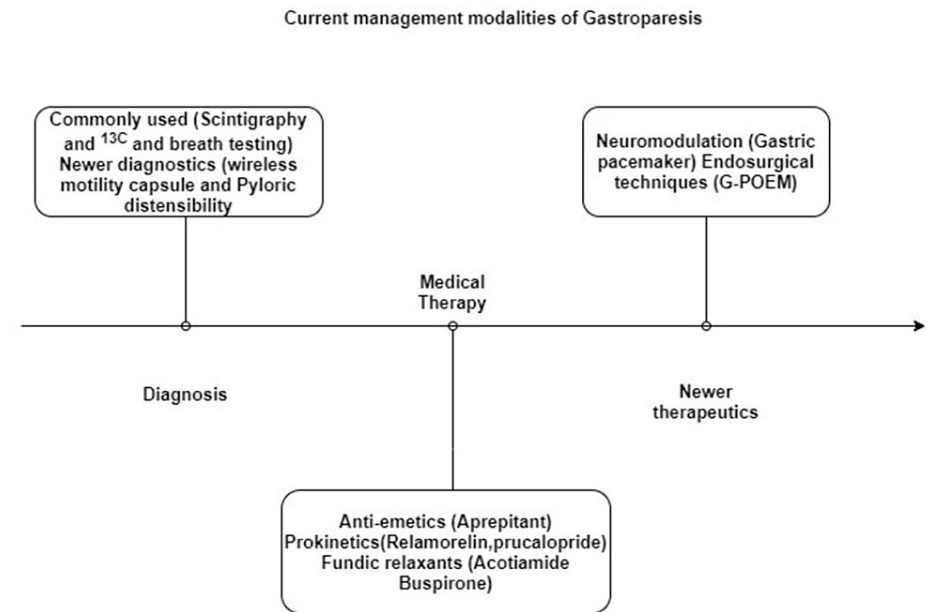 Current management modalities of Gastroparesis
Commonly used (Scintigraphy
and 13C and breath testing)
Newer diagnostics (wireless
motility capsule and Pyloric
distensibility
Neuromodulation (Gastric
pacemaker) Endosurgical
techniques (G-POEM)
Medical
Therapy
Diagnosis
Newer
therapeutics
Anti-emetics (Aprepitant)
Prokinetics(Relamorelin,prucalopride)
Fundic relaxants (Acotiamide
Buspirone)